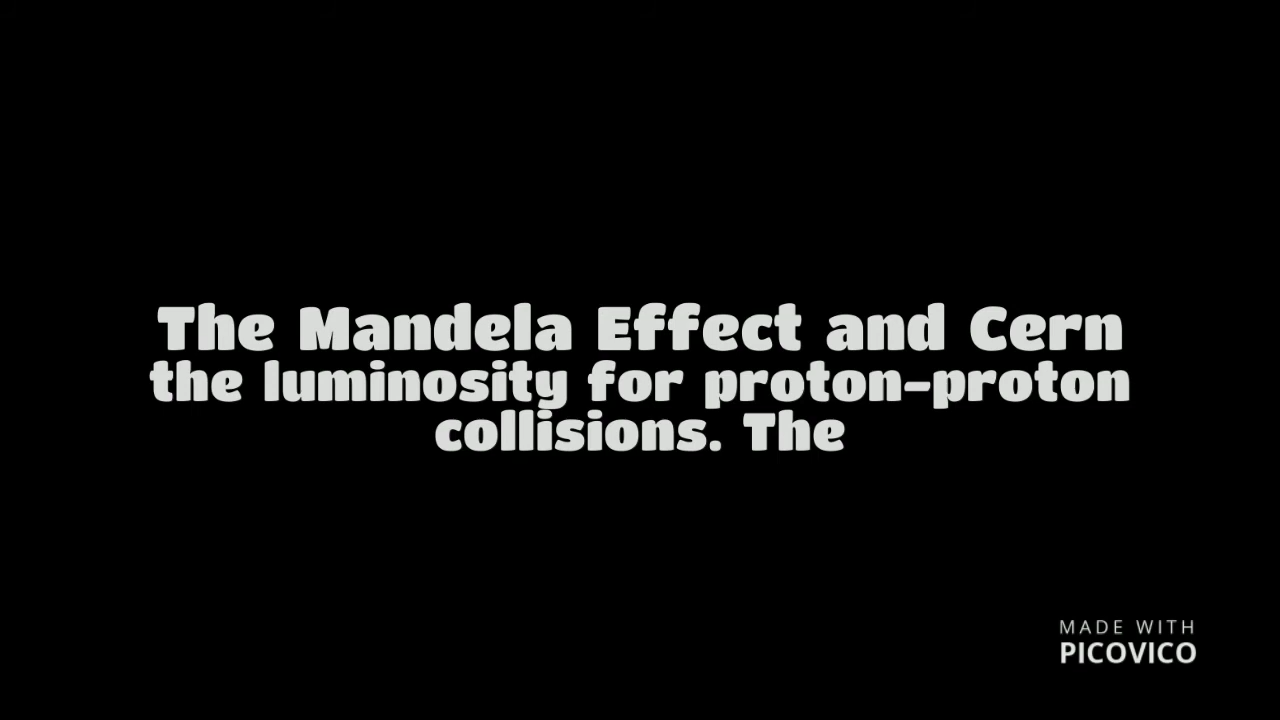 The Mandela Effect and Cern
the luminosity for proton-proton
collisions. The
MADE WITH
PICOVICO